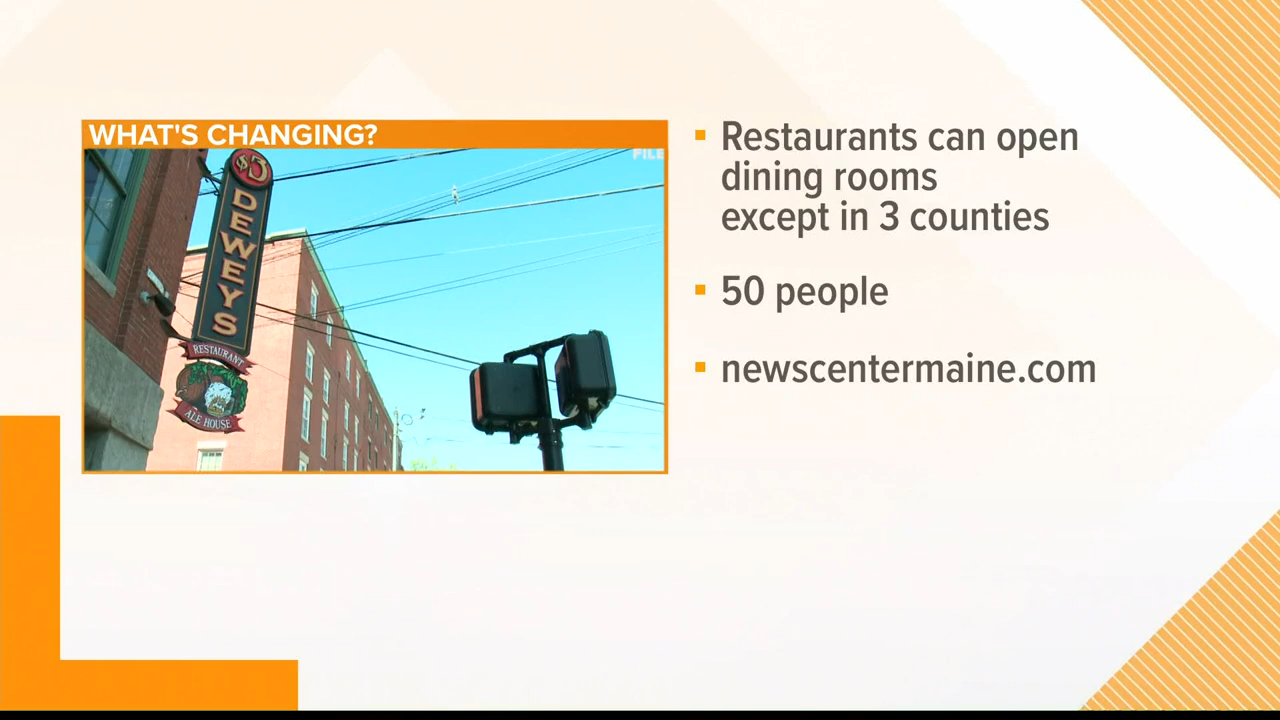 WHAT'S CHANGING?
FILE
$3
DEWEY'S
RESTAURANT
ALE HOUSE
Restaurants can open
dining rooms
except in 3 counties
50 people
newscentermaine.com